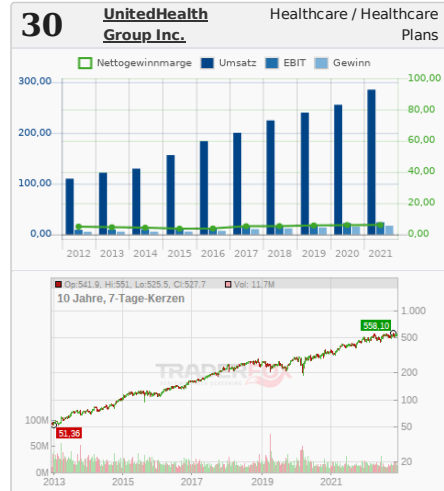 30
UnitedHealth
Group Inc.
Healthcare / Healthcare
Plans
Nettogewinnmarge Umsatz EBIT Gewinn
300,00 100,00
80,00
200,00
60,00
100,00 40,00
20,00
0,00 0,00
2012 2013 2014 2015 2016 2017 2018 2019 2020 2021
Op:541.9, Hi:551, Lo:525.5, Cl:527.7 Vol: 11.7M
10 Jahre, 7-Tage-Kerzen
1.000
558,10
500
TRADERFOX
200
100M 100
51,36 50
50M
20
0M
2013 2015 2017 2019 2021